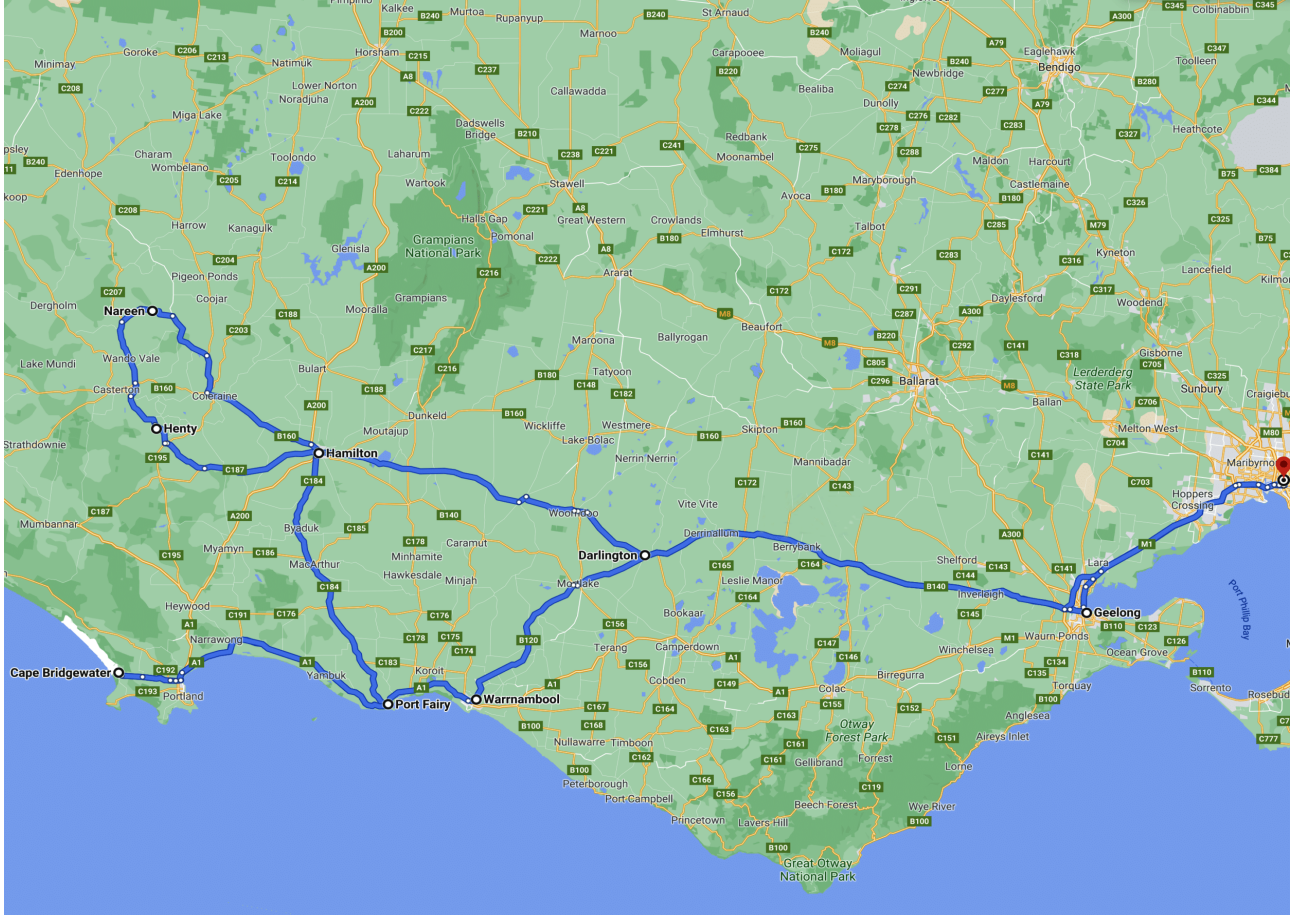 Pimpinio
Kalkee
B240
Murtoa
Rupanyup
B240
St Arnaud
A300
C345
C345
Colbinabbin
Goroke
C206
C213
B200
Marnoo
B240
Minimay
Natimuk
Horsham
C215
Carapooee
Moliagul
A79
Eaglehawk
C347
Toolleen
C208
Lower Norton
A8
C237
B220
Newbridge
B240
Bendigo
B280
Noradjuha
A200
C222
Callawadda
Bealiba
C274
C277
C344
Miga Lake
Dunolly
C276
C282
A79
Dadswells
Bridge
B210
Redbank
C278
C283
C327
Heathcote
psley
B240
11
Charam
Toolondo
Laharum
C238
C221
C241
Moonambel
C275
C288
Maldon
Harcourt
Edenhope
Wombelano
C205
C214
Wartook
Stawell
Maryborough
Castlemaine
B75
C384
koop
C208
Halls Gap
C221
A8
Avoca
B180
B180
C326
Harrow
Kanagulk
Pomonal
Great Western
Crowlands
Elmhurst
Talbot
C285
M79
C325
Glenisla
Grampians
National Park
A8
B180
C172
C283
C316
Kyneton
B75
C204
A200
C222
Ararat
Lancefield
Kilmo
Pigeon Ponds
C216
C317
Dergholm
C207
Coojar
Grampians
C172
C291
Daylesford
Woodend
Nareen
C188
Mooralla
M8
Beaufort
C287
A300
C203
Maroona
Ballyrogan
M8
B220
C292
C141
Gisborne
Lake Mundi
Wando Vale
C217
C216
C805
C318
C705
Bulart
Tatyoon
C296
Ballarat
Lerderderg
State Park
C325
Casterton
B160
Coleraine
C188
B180
C148
C182
M8
Ballan
Sunbury
Craigiebu
A200
Dunkeld
B160
C706
Henty
Moutajup
Wickliffe
Westmere
B160
Skipton
B160
Melton West
M80
Strathdownie
B160
Lake Bolac
C704
C195
Hamilton
Nerrin Nerrin
Mannibadar
C141
Maribyrno
C187
C184
C172
C143
C703
Hoppers
Crossing
C187
A200
Vite Vite
Mumbannar
Byaduk
C185
B140
Woorndoo
Derrinallum
A300
M1
C195
Myamyn
C186
C178
Caramut
Darlington
Berrybank
Shelford
C143
C141
Lara
MacArthur
Minhamite
C165
C164
C144
Hawkesdale
Minjah
Mortlake
Leslie Manor
B140
Inverleigh
C184
C164
Geelong
Port Phillip
Bay
Heywood
C191
C176
C176
Bookaar
C145
B110
C123
A1
C156
Narrawong
C178
C175
B120
C147
M1
Waurn Ponds
C126
C174
Terang
Camperdown
Winchelsea
Ocean Grove
Cape Bridgewater
C192
A1
A1
C183
Koroit
C156
A1
C146
C134
B110
Yambuk
A1
A1
Cobden
C149
Colac
Birregurra
C135
Torquay
Sorrento
C193
Portland
Port Fairy
Warrnambool
C167
C164
A1
C155
C152
B100
Rosebud
B100
C168
C163
C163
Anglesea
Nullawarre
Timboon
C161
Otway
Forest Park
C151
Aireys Inlet
C777
C162
C161
Gellibrand
Forrest
Lorne
B100
Peterborough
C166
Port Campbell
C156
Beech Forest
C119
Wye River
Princetown
Lavers Hill
B100
B100
Great Otway
National Park